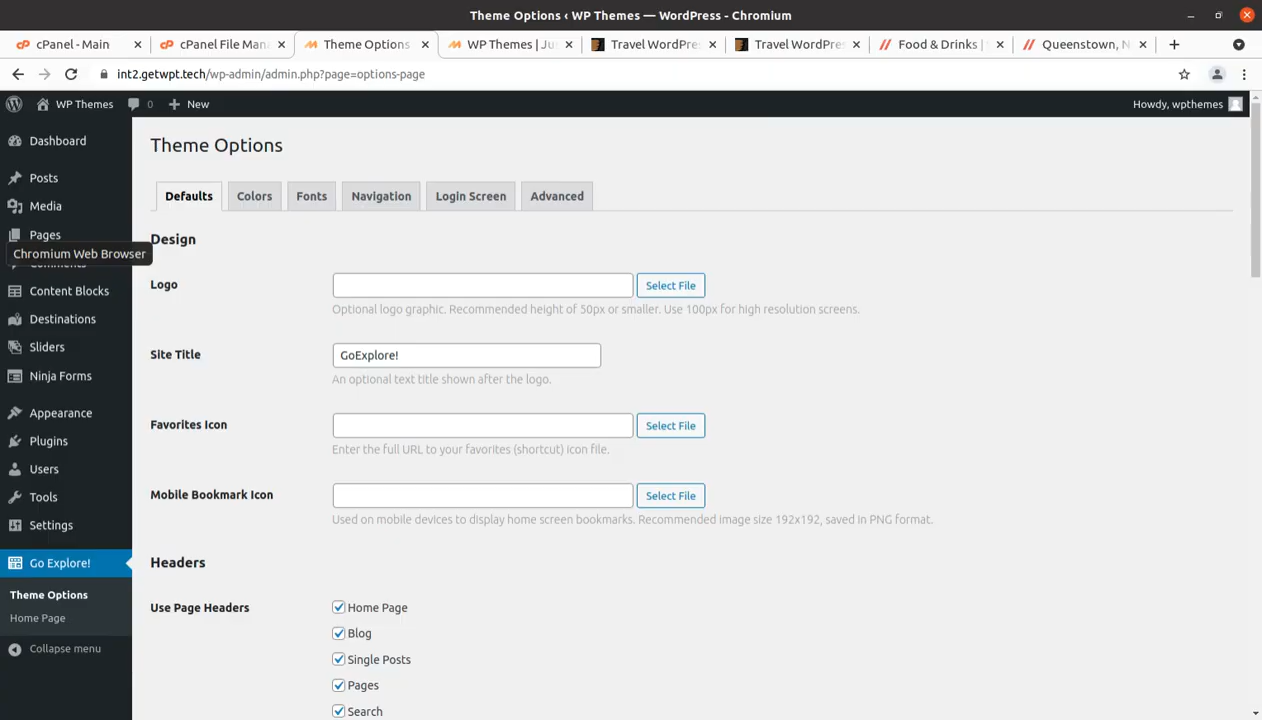 Theme Options ‹ WP Themes — WordPress - Chromium
cPanel - Main
cPanel File Mana
Theme Options
WP Themes | Ju
Travel WordPre
Travel WordPre
Food & Drinks |
Queenstown, N
int2.getwpt.tech/wp-admin/admin.php?page=options-page
WP Themes
0
New
Howdy, wpthemes
Dashboard
Posts
Media
Pages
Chromium Web Browser
Content Blocks
Destinations
Sliders
Ninja Forms
Appearance
Plugins
Users
Tools
Settings
Go Explore!
Theme Options
Home Page
Collapse menu
Theme Options
Defaults
Colors
Fonts
Navigation
Login Screen
Advanced
Design
Logo
Select File
Optional logo graphic. Recommended height of 50px or smaller. Use 100px for high resolution screens.
Site Title
GoExplore!
An optional text title shown after the logo.
Favorites Icon
Select File
Enter the full URL to your favorites (shortcut) icon file.
Mobile Bookmark Icon
Select File
Used on mobile devices to display home screen bookmarks. Recommended image size 192x192, saved in PNG format.
Headers
Use Page Headers
Home Page
Blog
Single Posts
Pages
Search